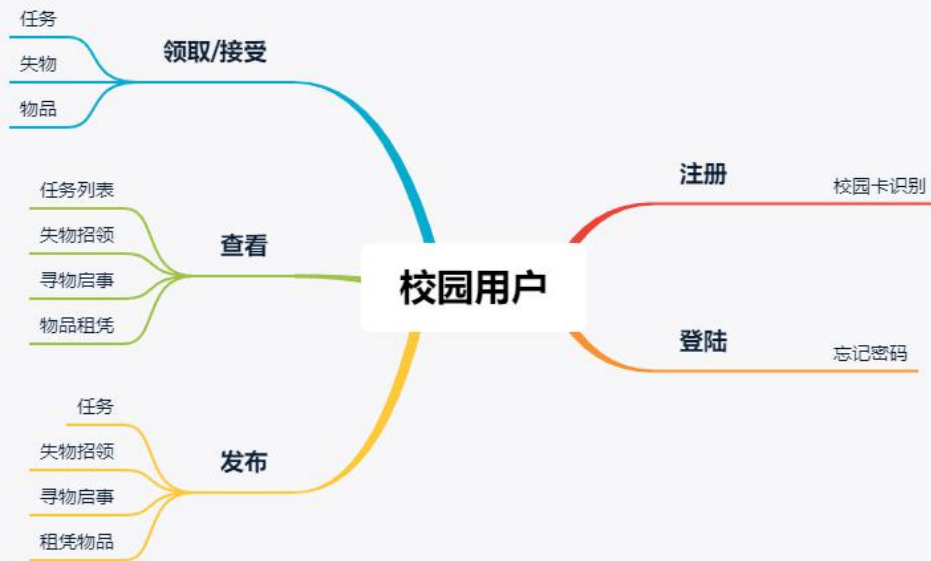 任务
失物
物品
领取/接受
任务列表
失物招领
寻物启事
物品租凭
查看
任务
失物招领
寻物启事
租凭物品
发布
校园用户
注册
校园卡识别
登陆
忘记密码